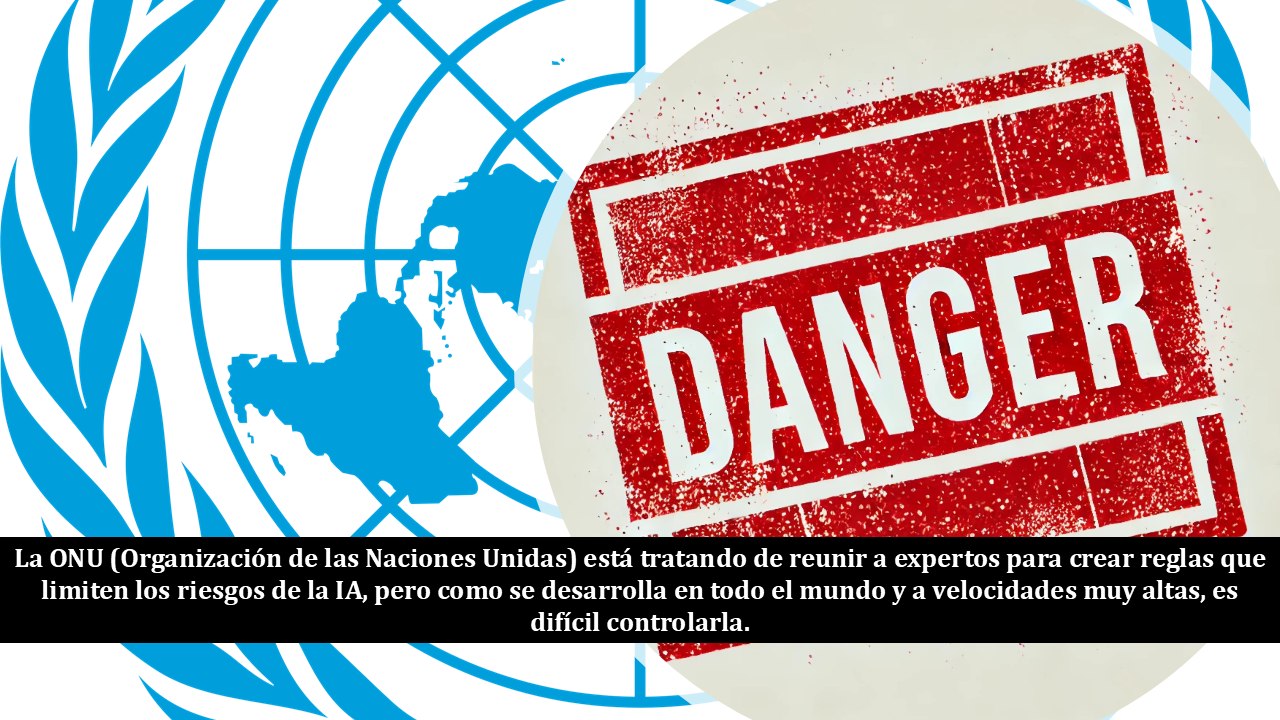 DANGER
La ONU (Organización de las Naciones Unidas) está tratando de reunir a expertos para crear reglas que
limiten los riesgos de la IA, pero como se desarrolla en todo el mundo y a velocidades muy altas, es
difícil controlarla.